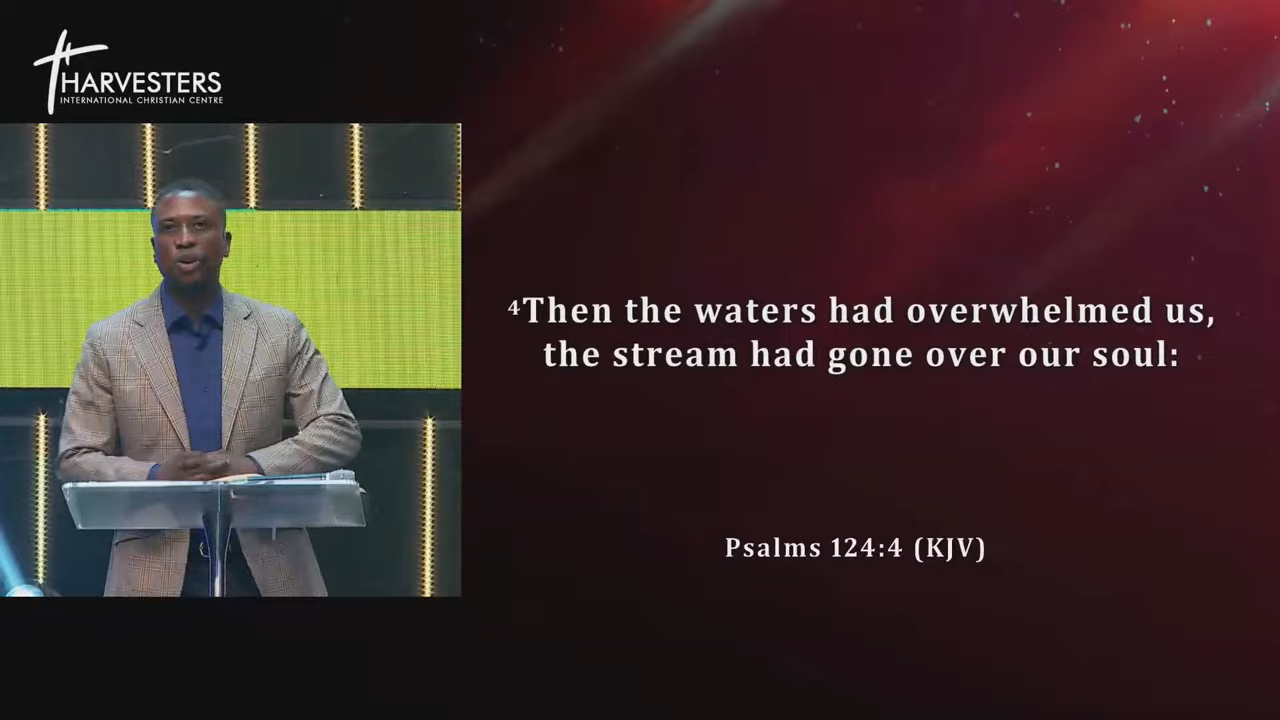 HARVESTERS
INTERNATIONAL CHRISTIAN CENTRE
⁴Then the waters had overwhelmed us,
the stream had gone over our soul:
Psalms 124:4 (KJV)